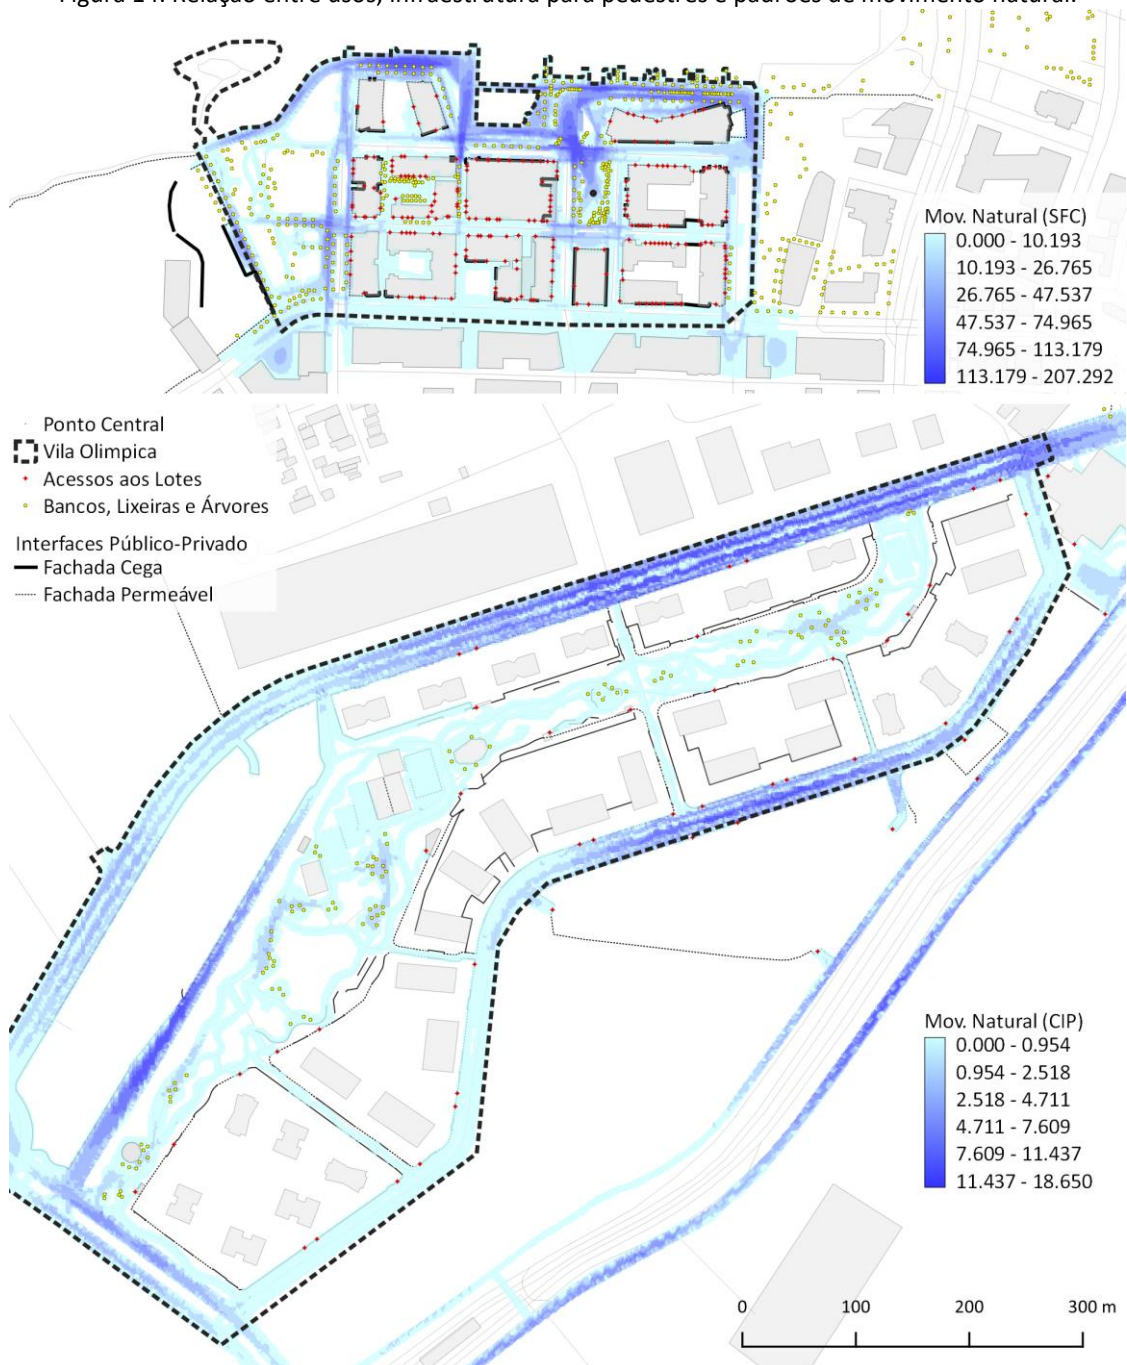 Figura 14. Relação entre usos, infraestrutura para pedestres e padrões de movimento natural.
Mov. Natural (SFC)
0.000 - 10.193
10.193 - 26.765
26.765 - 47.537
47.537 - 74.965
74.965 - 113.179
113.179 - 207.292
Ponto Central
Vila Olimpica
Acessos aos Lotes
Bancos, Lixeiras e Árvores
Interfaces Público-Privado
Fachada Cega
Fachada Permeável
Mov. Natural (CIP)
0.000 - 0.954
0.954 - 2.518
2.518 - 4.711
4.711 - 7.609
7.609 - 11.437
11.437 - 18.650
0 100 200 300 m